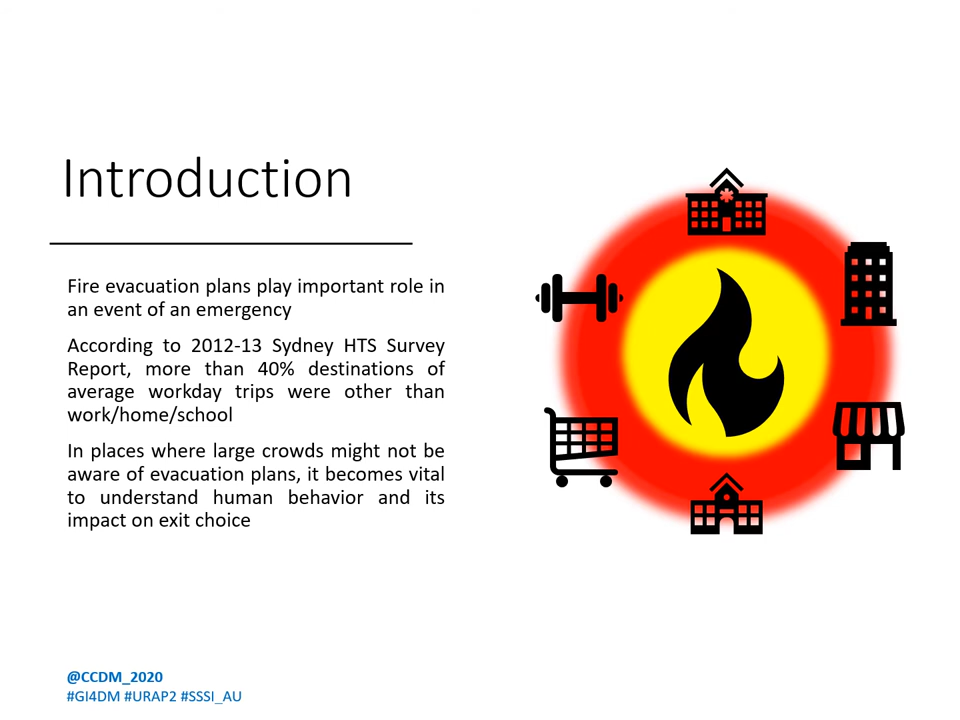 Introduction
Fire evacuation plans play important role in
an event of an emergency
According to 2012-13 Sydney HTS Survey
Report, more than 40% destinations of
average workday trips were other than
work/home/school
In places where large crowds might not be
aware of evacuation plans, it becomes vital
to understand human behavior and its
impact on exit choice
@CCDM_2020
#GI4DM #URAP2 #SSSI_AU